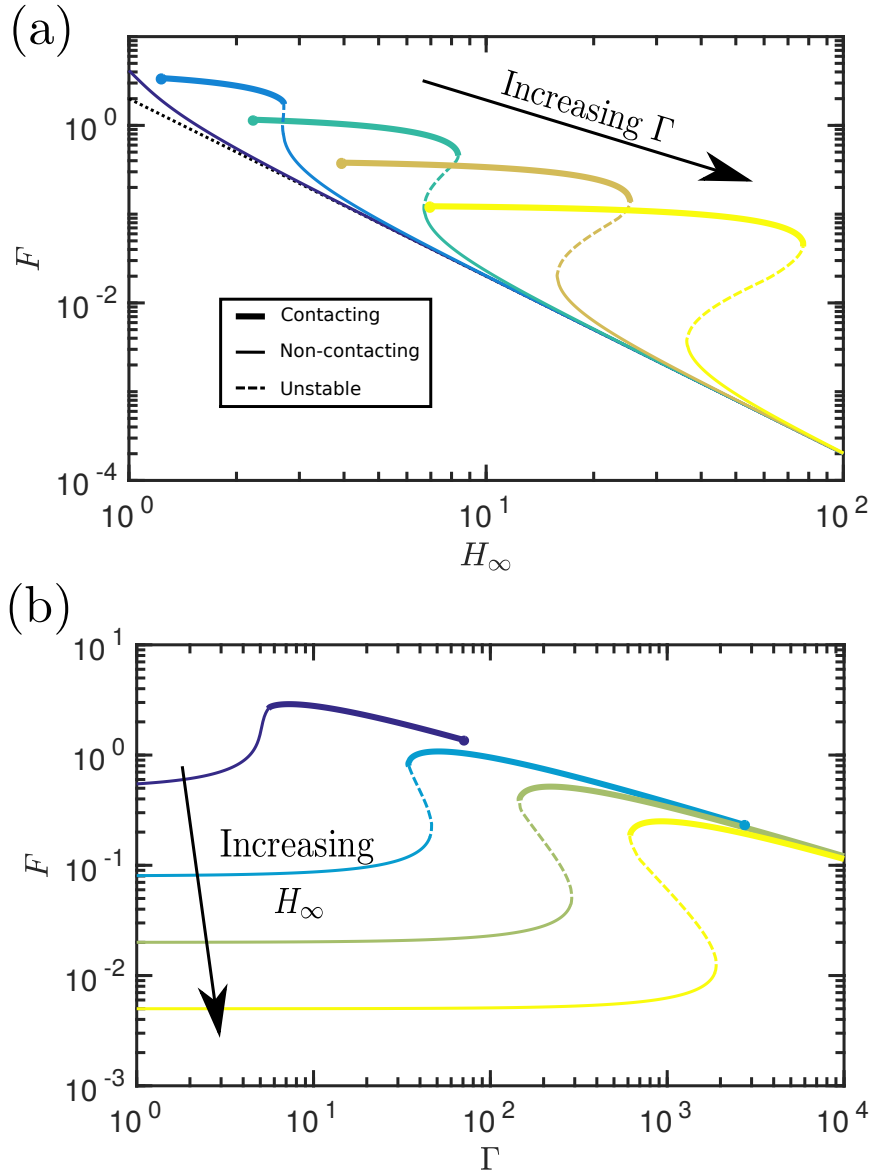 (a)
10^0
10^-2
10^-4
F
Increasing Γ
Contacting
Non-contacting
Unstable
10^0
10^1
10^2
H_∞
(b)
10^1
10^0
10^-1
10^-2
10^-3
F
Increasing
H_∞
10^0
10^1
10^2
10^3
10^4
Γ